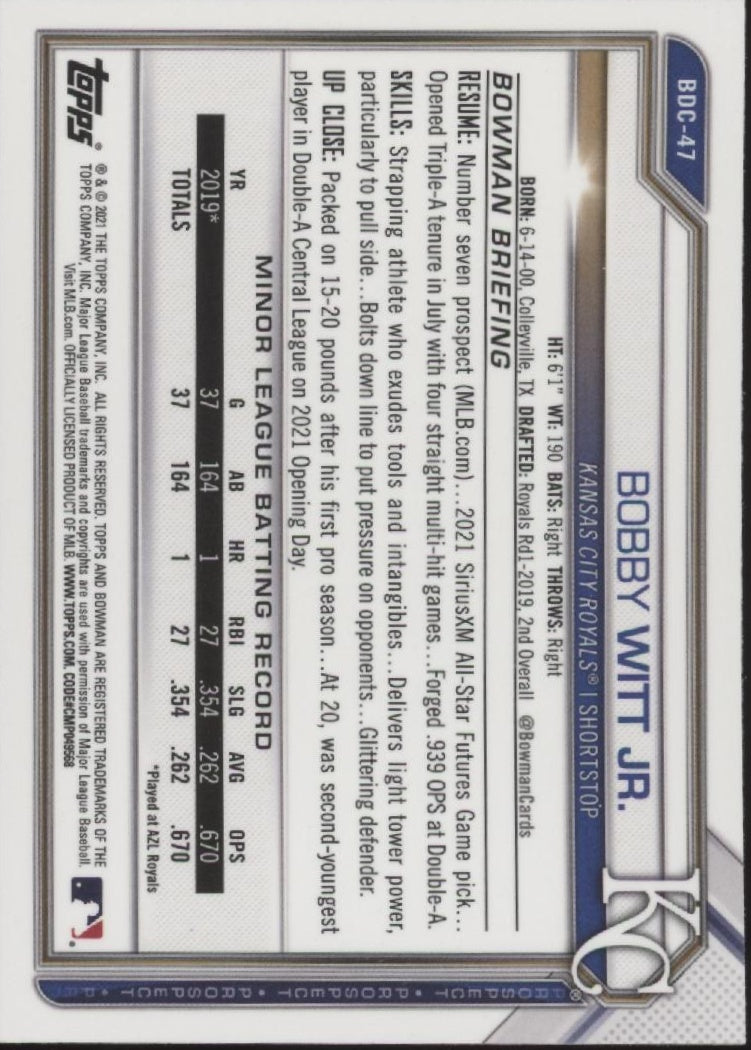 BDC-47
BOBBY WITT JR.
KANSAS CITY ROYALS® | SHORTSTOP
KC
HT: 6'1" WT: 190 BATS: Right THROWS: Right
BORN: 6-14-00, Colleyville, TX DRAFTED: Royals Rd1-2019, 2nd Overall @BowmanCards
BOWMAN BRIEFING
RESUME: Number seven prospect (MLB.com)...2021 SiriusXM All-Star Futures Game pick...
Opened Triple-A tenure in July with four straight multi-hit games...Forged .939 OPS at Double-A.
SKILLS: Strapping athlete who exudes tools and intangibles...Delivers light tower power,
particularly to pull side...Bolts down line to put pressure on opponents...Glittering defender.
UP CLOSE: Packed on 15-20 pounds after his first pro season...At 20, was second-youngest
player in Double-A Central League on 2021 Opening Day.
MINOR LEAGUE BATTING RECORD
YR G AB HR RBI SLG AVG OPS
2019* 37 164 1 27 .354 .262 .670
TOTALS 37 164 1 27 .354 .262 .670
*Played at AZL Royals
topps®
® & © 2021 THE TOPPS COMPANY, INC. ALL RIGHTS RESERVED. TOPPS AND BOWMAN ARE REGISTERED TRADEMARKS OF THE
TOPPS COMPANY, INC. Major League Baseball trademarks and copyrights are used with permission of Major League Baseball.
Visit MLB.com. OFFICIALLY LICENSED PRODUCT OF MLB. WWW.TOPPS.COM. CODE#CMP049568
PROSPECT • PROSPECT • PROSPECT • PR